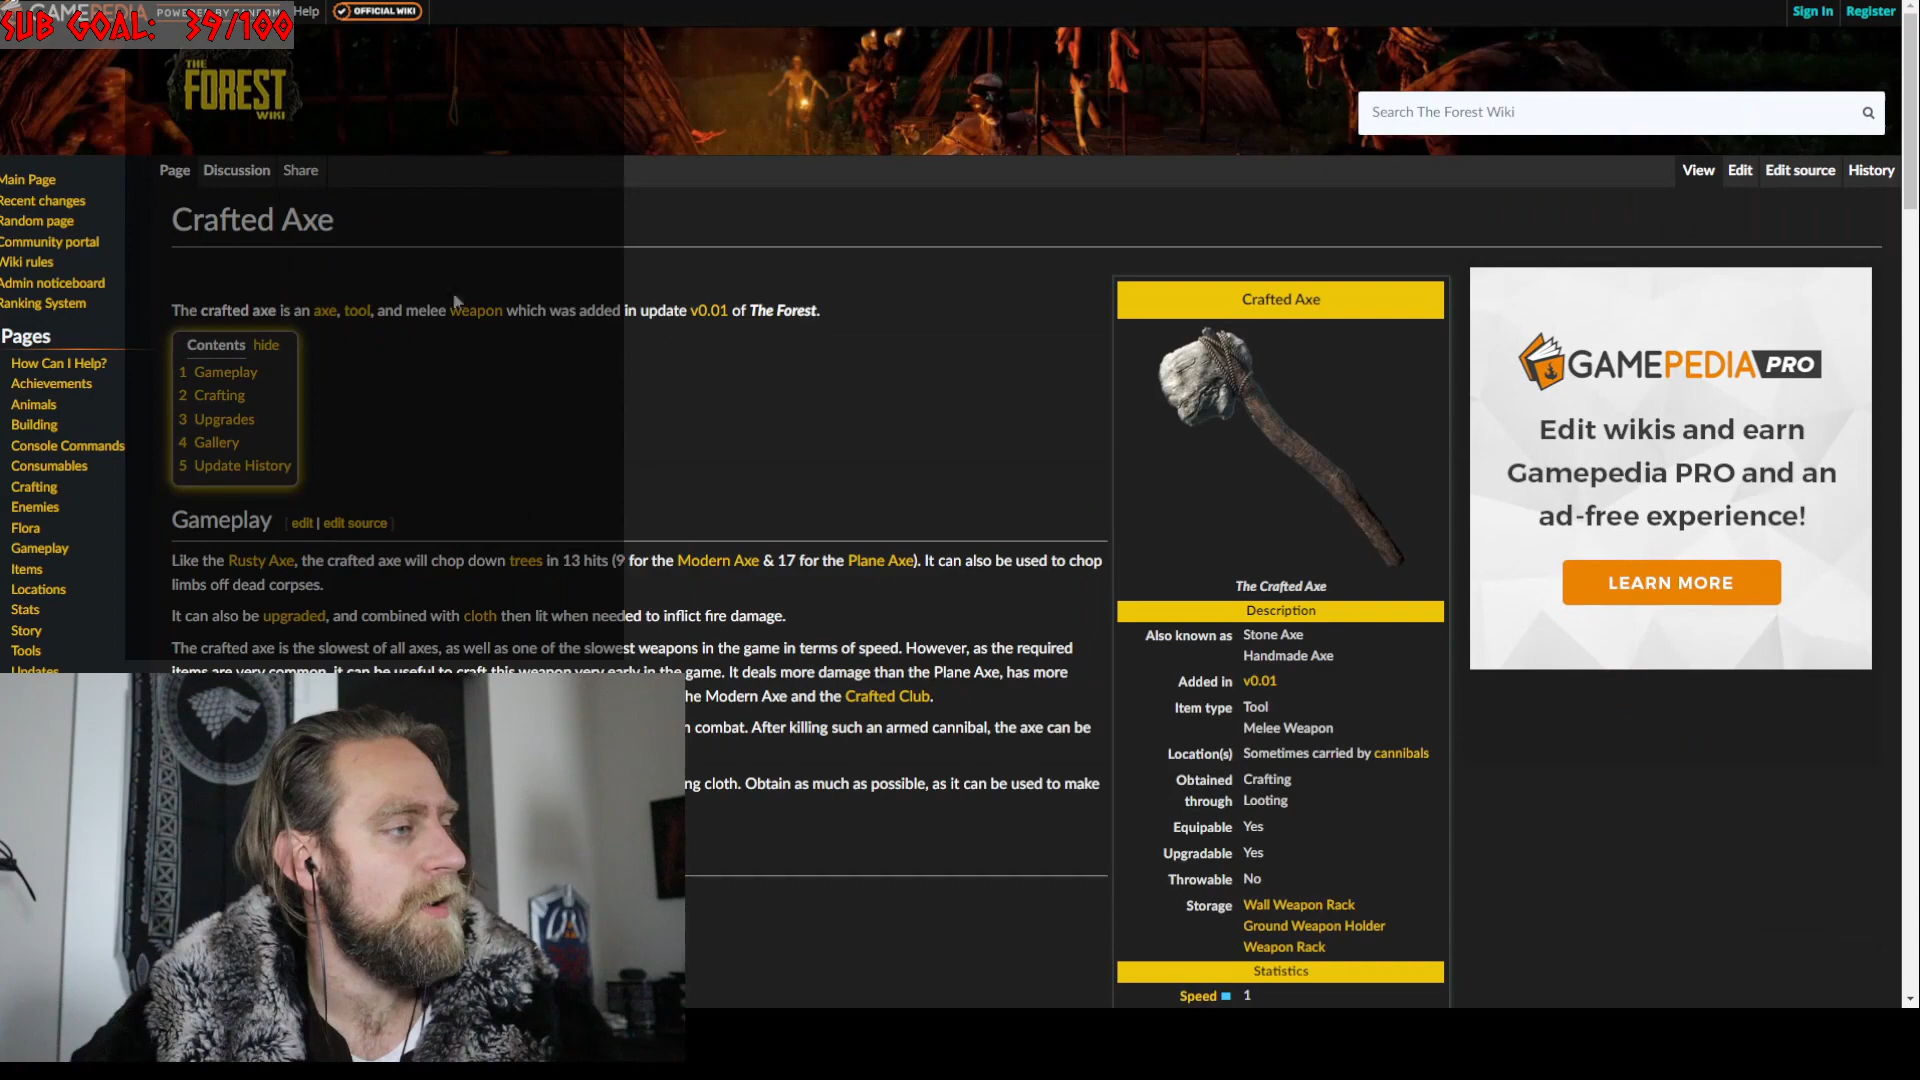 GAMEPEDIA POWERED BY FANDOM Help OFFICIAL WIKI Sign In Register
SUB GOAL: 39/100
THE FOREST WIKI
Search The Forest Wiki
Page Discussion Share View Edit Edit source History
Main Page
Recent changes
Random page
Community portal
Wiki rules
Admin noticeboard
Ranking System
Pages
How Can I Help?
Achievements
Animals
Building
Console Commands
Consumables
Crafting
Enemies
Flora
Gameplay
Items
Locations
Stats
Story
Tools
Updates
Crafted Axe
The crafted axe is an axe, tool, and melee weapon which was added in update v0.01 of The Forest.
Contents hide
1 Gameplay
2 Crafting
3 Upgrades
4 Gallery
5 Update History
Gameplay [ edit | edit source ]
Like the Rusty Axe, the crafted axe will chop down trees in 13 hits (9 for the Modern Axe & 17 for the Plane Axe). It can also be used to chop
limbs off dead corpses.
It can also be upgraded, and combined with cloth then lit when needed to inflict fire damage.
The crafted axe is the slowest of all axes, as well as one of the slowest weapons in the game in terms of speed. However, as the required
items are very common, it can be useful to craft this weapon very early in the game. It deals more damage than the Plane Axe, has more
he Modern Axe and the Crafted Club.
n combat. After killing such an armed cannibal, the axe can be
ng cloth. Obtain as much as possible, as it can be used to make
Crafted Axe
The Crafted Axe
Description
Also known as Stone Axe
Handmade Axe
Added in v0.01
Item type Tool
Melee Weapon
Location(s) Sometimes carried by cannibals
Obtained through Crafting
Looting
Equipable Yes
Upgradable Yes
Throwable No
Storage Wall Weapon Rack
Ground Weapon Holder
Weapon Rack
Statistics
Speed 1
GAMEPEDIA PRO
Edit wikis and earn
Gamepedia PRO and an
ad-free experience!
LEARN MORE